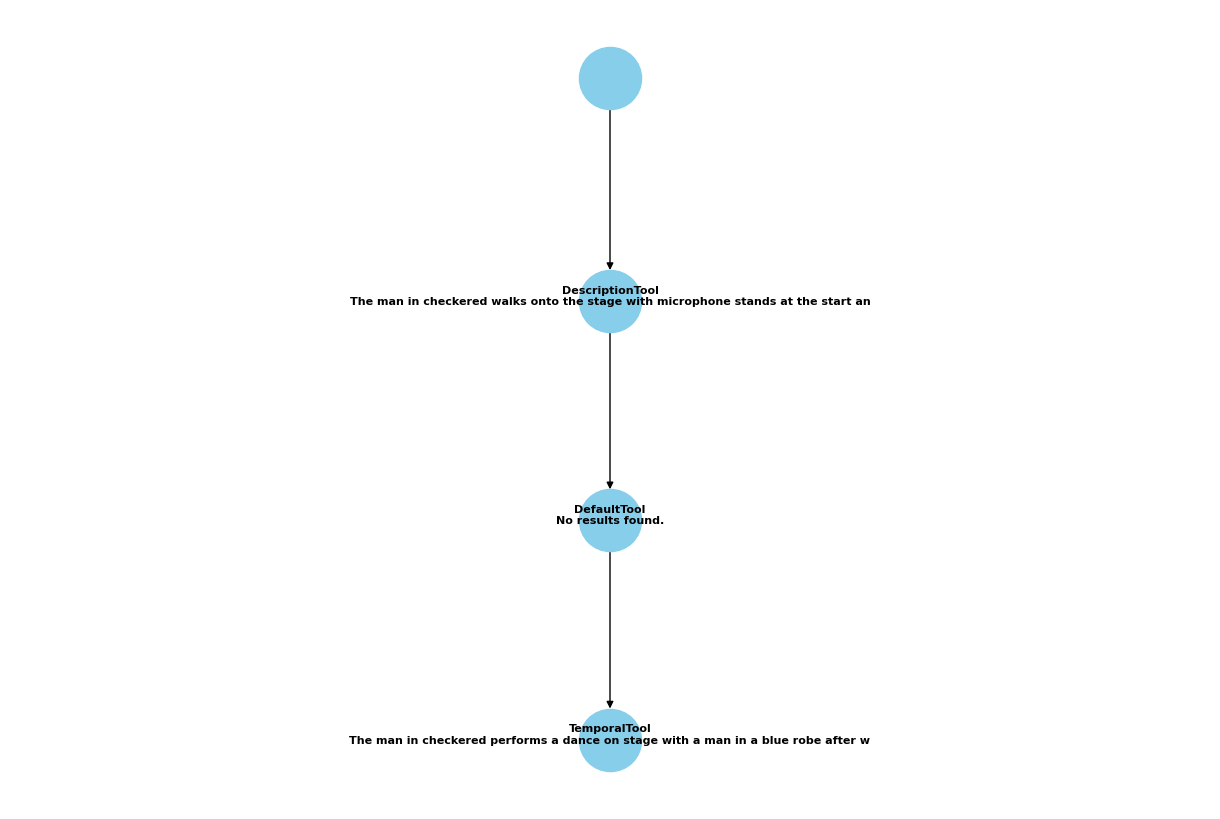 DescriptionTool
The man in checkered walks onto the stage with microphone stands at the start an
DefaultTool
No results found.
TemporalTool
The man in checkered performs a dance on stage with a man in a blue robe after w